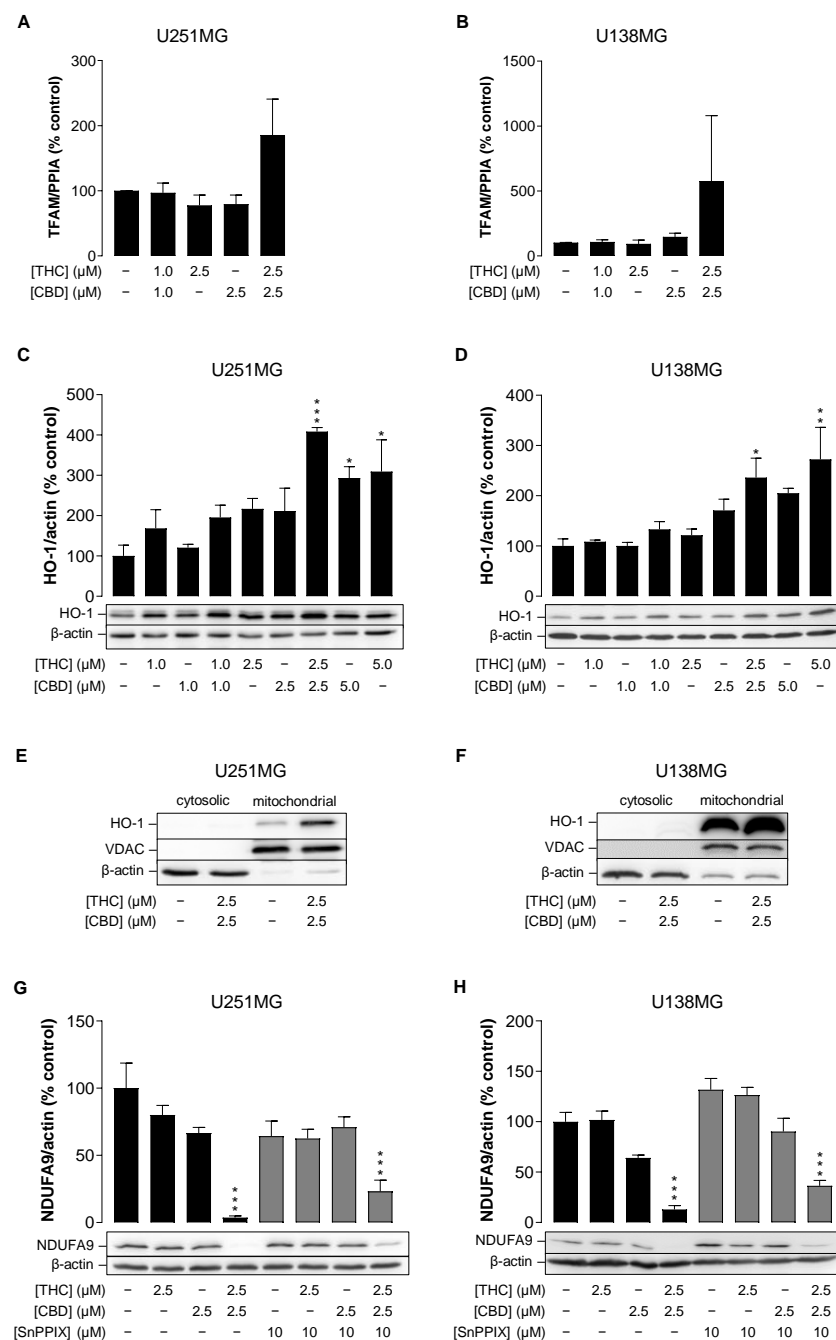 A
U251MG
TFAM/PPIA (% control)
300
200
100
0
[THC] (µM) – 1.0 2.5 – 2.5
[CBD] (µM) – 1.0 – 2.5 2.5
B
U138MG
TFAM/PPIA (% control)
1500
1000
500
0
[THC] (µM) – 1.0 2.5 – 2.5
[CBD] (µM) – 1.0 – 2.5 2.5
C
U251MG
HO-1/actin (% control)
500
400
300
200
100
0
***
*
*
HO-1
β-actin
[THC] (µM) – 1.0 – 1.0 2.5 – 2.5 – 5.0
[CBD] (µM) – – 1.0 1.0 – 2.5 2.5 5.0 –
D
U138MG
HO-1/actin (% control)
400
300
200
100
0
*
**
HO-1
β-actin
[THC] (µM) – 1.0 – 1.0 2.5 – 2.5 – 5.0
[CBD] (µM) – – 1.0 1.0 – 2.5 2.5 5.0 –
E
U251MG
cytosolic mitochondrial
HO-1
VDAC
β-actin
[THC] (µM) – 2.5 – 2.5
[CBD] (µM) – 2.5 – 2.5
F
U138MG
cytosolic mitochondrial
HO-1
VDAC
β-actin
[THC] (µM) – 2.5 – 2.5
[CBD] (µM) – 2.5 – 2.5
G
U251MG
NDUFA9/actin (% control)
150
100
50
0
***
***
NDUFA9
β-actin
[THC] (µM) – 2.5 – 2.5 – 2.5 – 2.5
[CBD] (µM) – – 2.5 2.5 – – 2.5 2.5
[SnPPIX] (µM) – – – – 10 10 10 10
H
U138MG
NDUFA9/actin (% control)
200
150
100
50
0
***
***
NDUFA9
β-actin
[THC] (µM) – 2.5 – 2.5 – 2.5 – 2.5
[CBD] (µM) – – 2.5 2.5 – – 2.5 2.5
[SnPPIX] (µM) – – – – 10 10 10 10